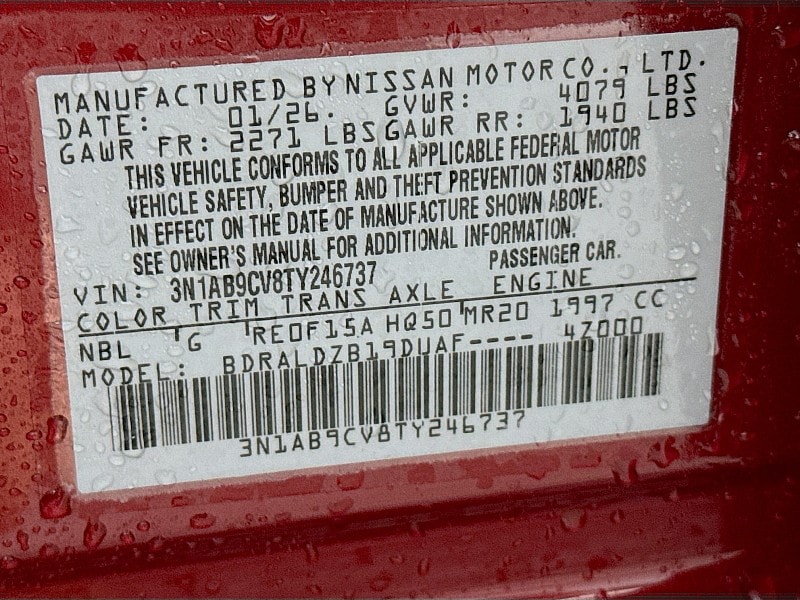 MANUFACTURED BY NISSAN MOTOR CO., LTD.
DATE: 01/26. GVWR: 4079 LBS
GAWR FR: 2271 LBS GAWR RR: 1940 LBS
THIS VEHICLE CONFORMS TO ALL APPLICABLE FEDERAL MOTOR
VEHICLE SAFETY, BUMPER AND THEFT PREVENTION STANDARDS
IN EFFECT ON THE DATE OF MANUFACTURE SHOWN ABOVE.
SEE OWNER'S MANUAL FOR ADDITIONAL INFORMATION.
VIN: 3N1AB9CV8TY246737 PASSENGER CAR.
COLOR TRIM TRANS AXLE ENGINE
NBL G RE0F15A HQ50 MR20 1997 CC
MODEL: BDRALDZB19DUAF---- 4Z000
3N1AB9CV8TY246737